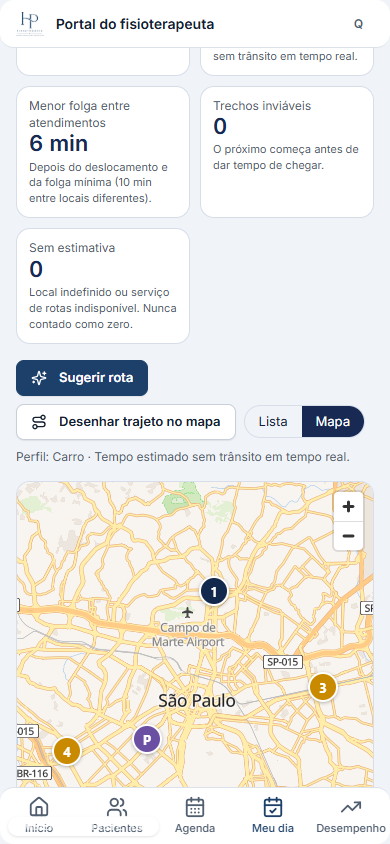 HP
Portal do fisioterapeuta
Q
sem trânsito em tempo real.
Menor folga entre
atendimentos
6 min
Depois do deslocamento e
da folga mínima (10 min
entre locais diferentes).
Trechos inviáveis
0
O próximo começa antes de
dar tempo de chegar.
Sem estimativa
0
Local indefinido ou serviço
de rotas indisponível. Nunca
contado como zero.
Sugerir rota
Desenhar trajeto no mapa
Lista
Mapa
Perfil: Carro · Tempo estimado sem trânsito em tempo real.
+
−
1
Campo de
Marte Airport
SP-015
3
São Paulo
-015
4
P
BR-116
Início
Pacientes
Agenda
Meu dia
Desempenho